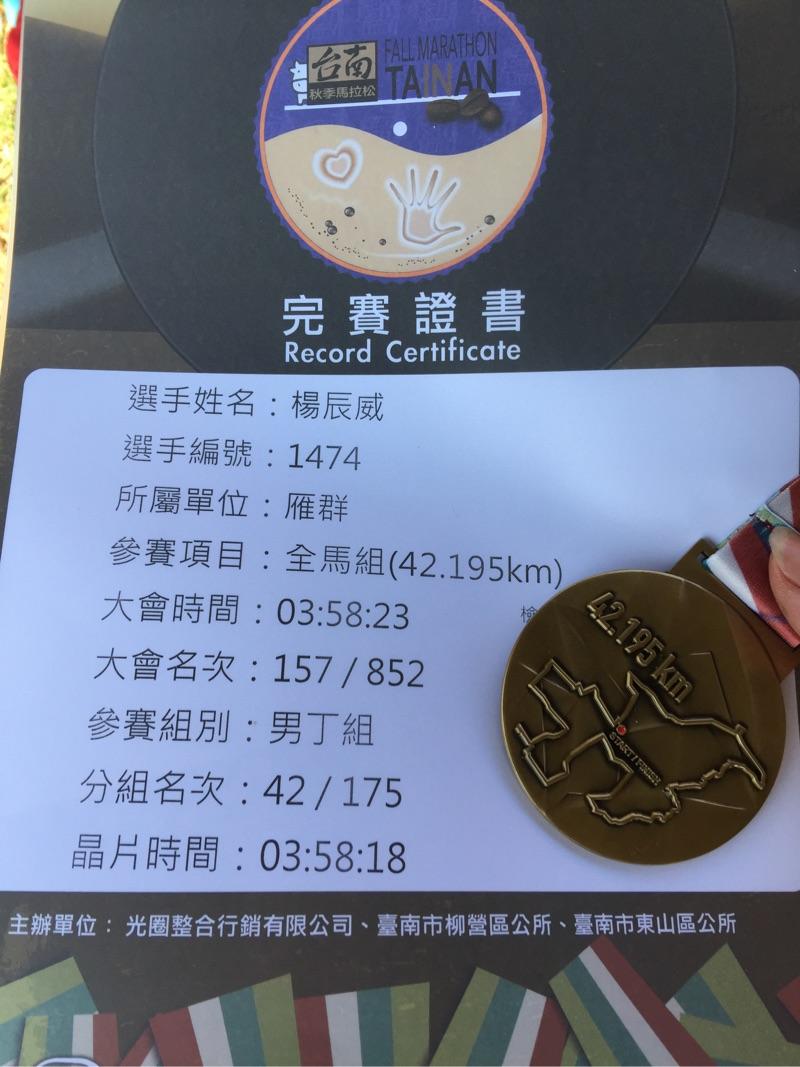 台南
秋季馬拉松
FALL MARATHON
TAINAN
完賽證書
Record Certificate
選手姓名：楊辰威
選手編號：1474
所屬單位：雁群
參賽項目：全馬組(42.195km)
大會時間：03:58:23
檢
大會名次：157 / 852
參賽組別：男丁組
分組名次：42 / 175
晶片時間：03:58:18
42.195 km
START / FINISH
主辦單位： 光圈整合行銷有限公司、臺南市柳營區公所、臺南市東山區公所